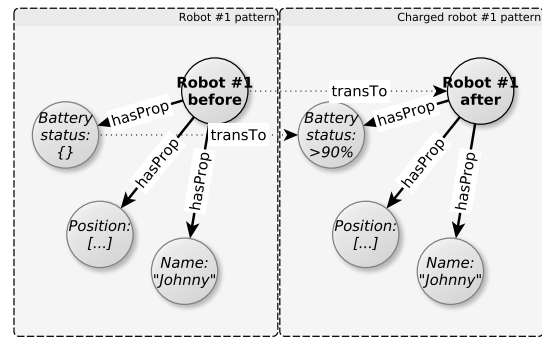 Robot #1 pattern
Charged robot #1 pattern
Robot #1
before
transTo
Robot #1
after
hasProp
hasProp
Battery
status:
{}
transTo
Battery
status:
>90%
hasProp
hasProp
hasProp
hasProp
Position:
[...]
Position:
[...]
Name:
"Johnny"
Name:
"Johnny"